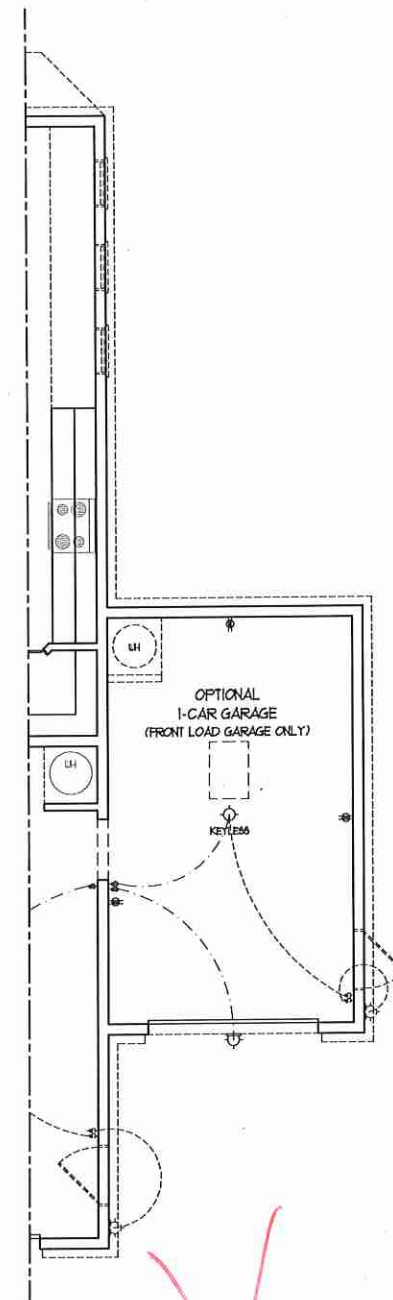 WH
OPTIONAL
1-CAR GARAGE
(FRONT LOAD GARAGE ONLY)
WH
KEYLESS